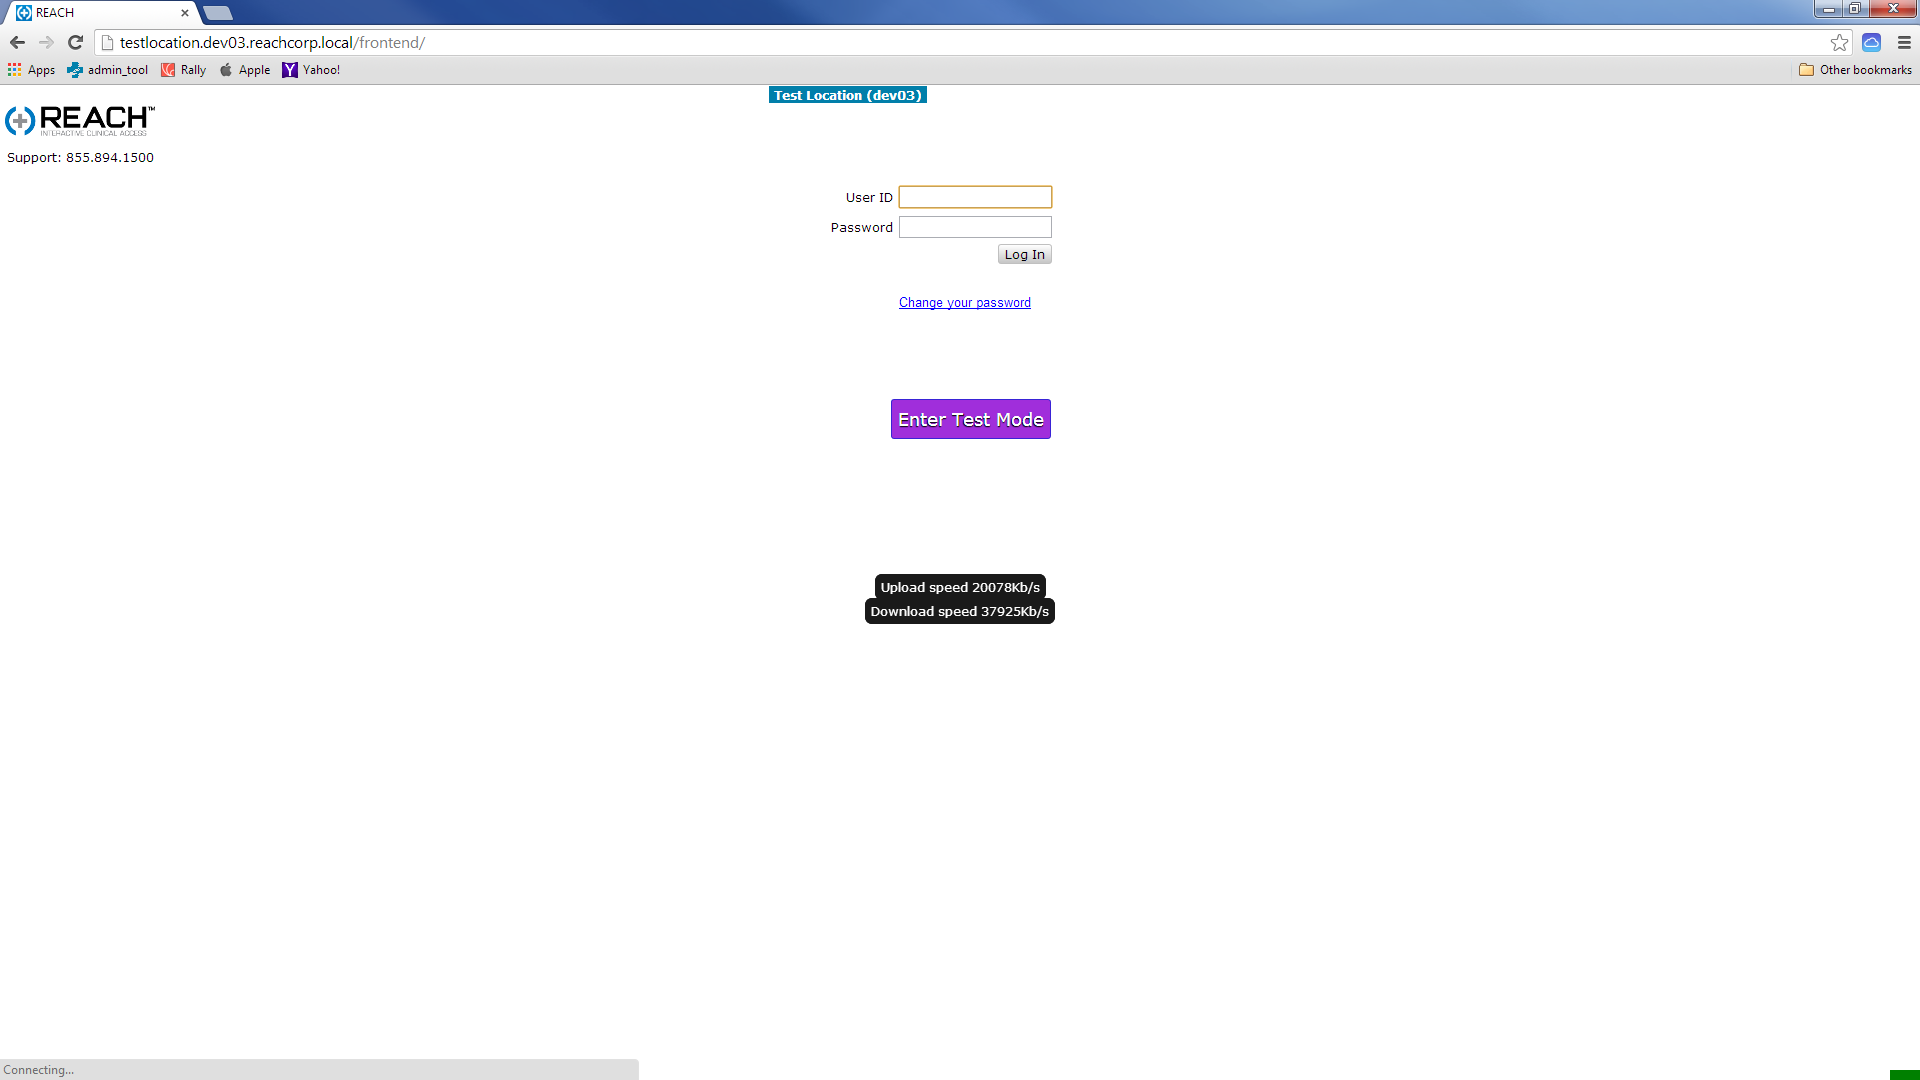 REACH
testlocation.dev03.reachcorp.local/frontend/
Apps admin_tool Rally Apple Yahoo! Other bookmarks
Test Location (dev03)
REACH™
INTERACTIVE CLINICAL ACCESS
Support: 855.894.1500
User ID
Password
Log In
Change your password
Enter Test Mode
Upload speed 20078Kb/s
Download speed 37925Kb/s
Connecting...